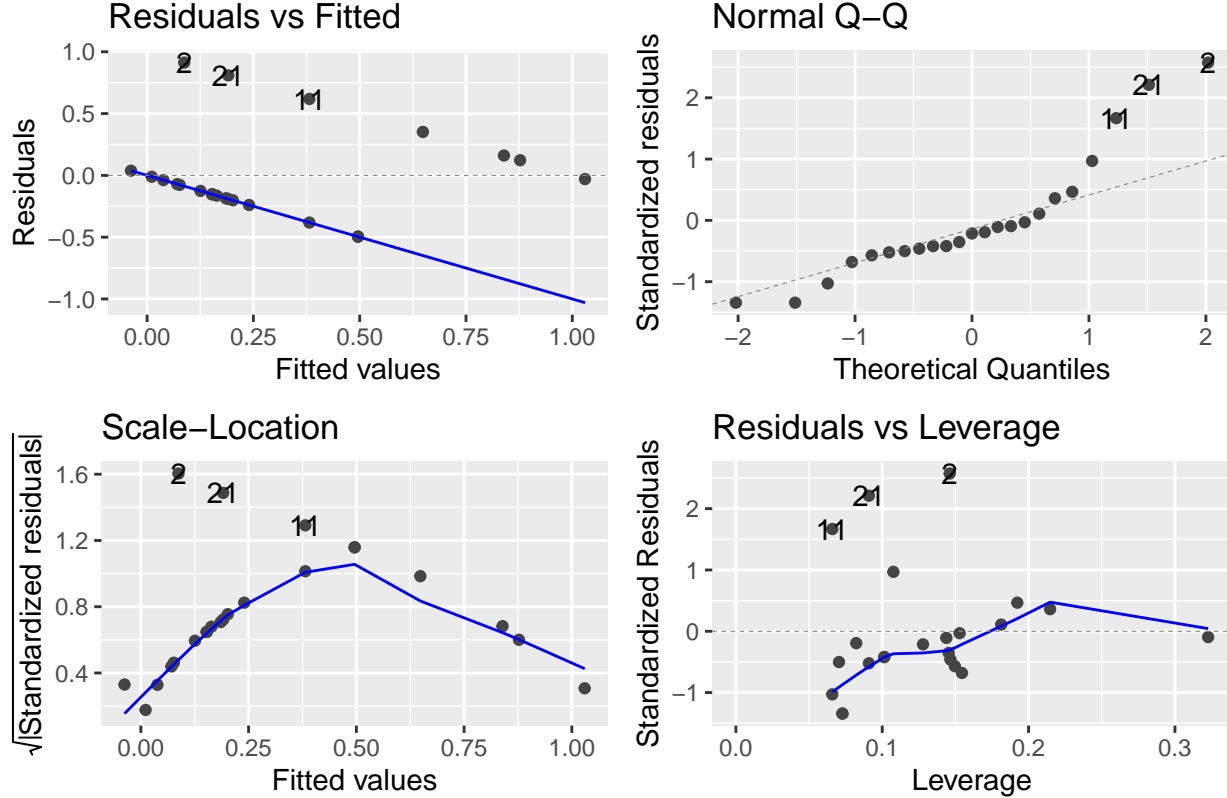 Residuals vs Fitted
Residuals
1.0
0.5
0.0
−0.5
−1.0
2
21
11
0.00 0.25 0.50 0.75 1.00
Fitted values
Normal Q−Q
Standardized residuals
2
1
0
−1
2
21
11
−2 −1 0 1 2
Theoretical Quantiles
Scale−Location
√|Standardized residuals|
1.6
1.2
0.8
0.4
2
21
11
0.00 0.25 0.50 0.75 1.00
Fitted values
Residuals vs Leverage
Standardized Residuals
2
1
0
−1
2
21
11
0.0 0.1 0.2 0.3
Leverage